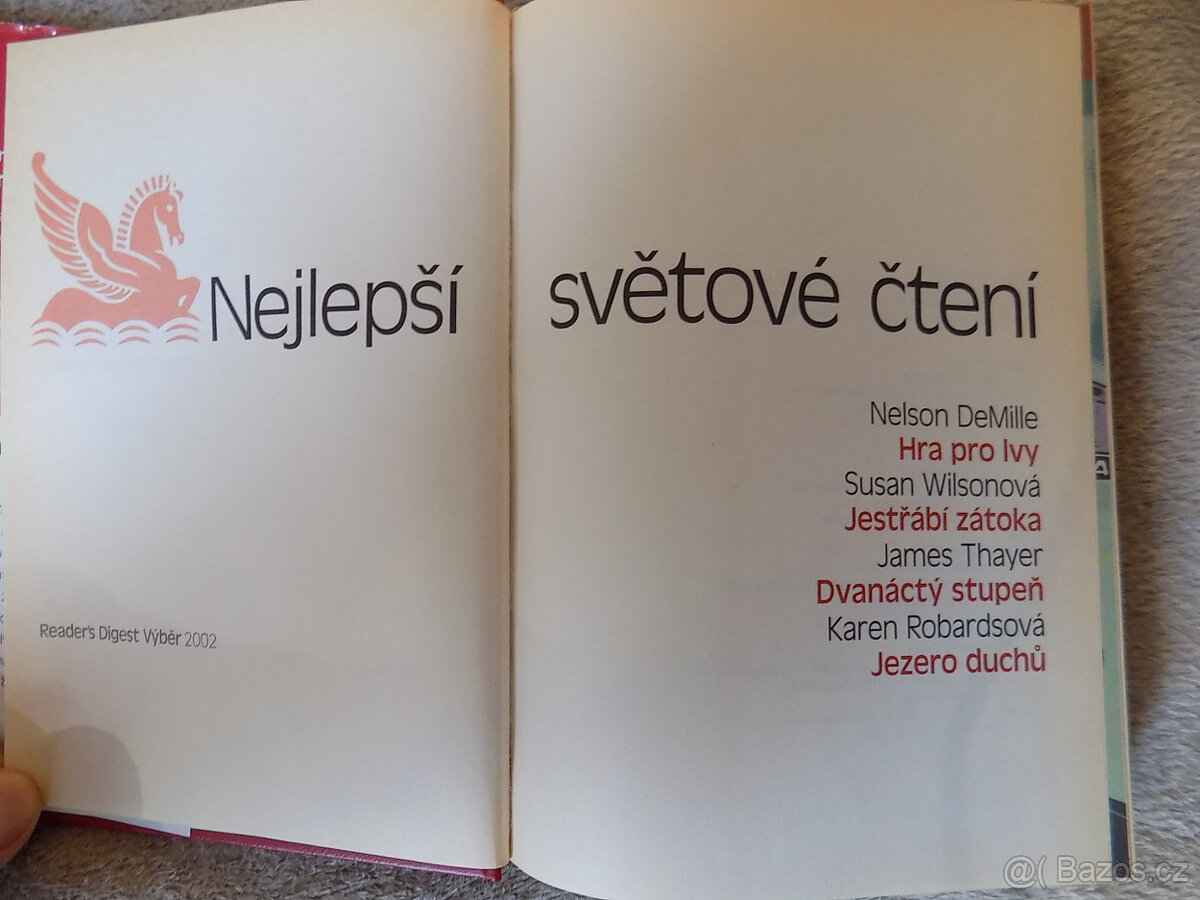 Nejlepší světové čtení
Nelson DeMille
Hra pro lvy
Susan Wilsonová
Jestřábí zátoka
James Thayer
Dvanáctý stupeň
Karen Robardsová
Jezero duchů
Reader's Digest Výběr 2002
@( Bazos.cz